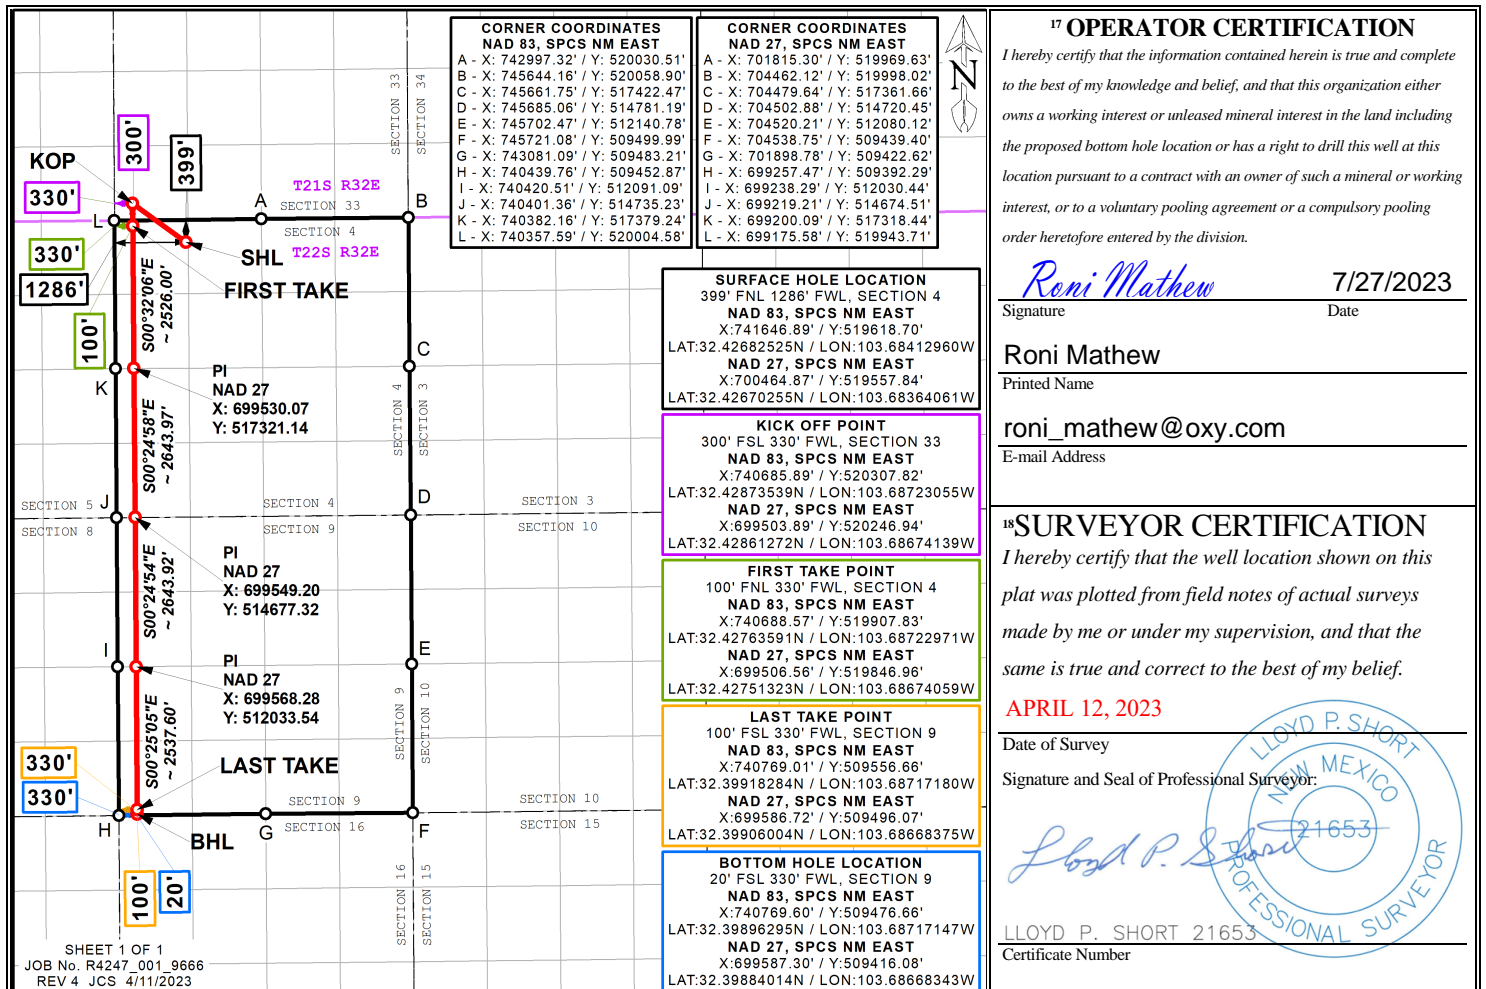 CORNER COORDINATES
NAD 83, SPCS NM EAST
A - X: 742997.32' / Y: 520030.51'
B - X: 745644.16' / Y: 520058.90'
C - X: 745661.75' / Y: 517422.47'
D - X: 745685.06' / Y: 514781.19'
E - X: 745702.47' / Y: 512140.78'
F - X: 745721.08' / Y: 509499.99'
G - X: 743081.09' / Y: 509483.21'
H - X: 740439.76' / Y: 509452.87'
I - X: 740420.51' / Y: 512091.09'
J - X: 740401.36' / Y: 514735.23'
K - X: 740382.16' / Y: 517379.24'
L - X: 740357.59' / Y: 520004.58'
CORNER COORDINATES
NAD 27, SPCS NM EAST
A - X: 701815.30' / Y: 519969.63'
B - X: 704462.12' / Y: 519998.02'
C - X: 704479.64' / Y: 517361.66'
D - X: 704502.88' / Y: 514720.45'
E - X: 704520.21' / Y: 512080.12'
F - X: 704538.75' / Y: 509439.40'
G - X: 701898.78' / Y: 509422.62'
H - X: 699257.47' / Y: 509392.29'
I - X: 699238.29' / Y: 512030.44'
J - X: 699219.21' / Y: 514674.51'
K - X: 699200.09' / Y: 517318.44'
L - X: 699175.58' / Y: 519943.71'
N
SECTION 33
SECTION 34
300'
399'
KOP
330'
T21S R32E
A
SECTION 33
B
L
SECTION 4
T22S R32E
330'
SHL
1286'
FIRST TAKE
100'
S00°32'06"E
~ 2526.00'
C
K
PI
NAD 27
X: 699530.07
Y: 517321.14
SECTION 4
SECTION 3
S00°24'58"E
~ 2643.97'
SECTION 5
J
SECTION 4
D
SECTION 3
SECTION 8
SECTION 9
SECTION 10
PI
NAD 27
X: 699549.20
Y: 514677.32
S00°24'54"E
~ 2643.92'
I
E
PI
NAD 27
X: 699568.28
Y: 512033.54
SECTION 9
SECTION 10
S00°25'05"E
~ 2537.60'
330'
LAST TAKE
330'
SECTION 9
SECTION 10
H
G
SECTION 16
F
SECTION 15
BHL
100'
20'
SECTION 16
SECTION 15
SHEET 1 OF 1
JOB No. R4247_001_9666
REV 4 JCS 4/11/2023
SURFACE HOLE LOCATION
399' FNL 1286' FWL, SECTION 4
NAD 83, SPCS NM EAST
X:741646.89' / Y:519618.70'
LAT:32.42682525N / LON:103.68412960W
NAD 27, SPCS NM EAST
X:700464.87' / Y:519557.84'
LAT:32.42670255N / LON:103.68364061W
KICK OFF POINT
300' FSL 330' FWL, SECTION 33
NAD 83, SPCS NM EAST
X:740685.89' / Y:520307.82'
LAT:32.42873539N / LON:103.68723055W
NAD 27, SPCS NM EAST
X:699503.89' / Y:520246.94'
LAT:32.42861272N / LON:103.68674139W
FIRST TAKE POINT
100' FNL 330' FWL, SECTION 4
NAD 83, SPCS NM EAST
X:740688.57' / Y:519907.83'
LAT:32.42763591N / LON:103.68722971W
NAD 27, SPCS NM EAST
X:699506.56' / Y:519846.96'
LAT:32.42751323N / LON:103.68674059W
LAST TAKE POINT
100' FSL 330' FWL, SECTION 9
NAD 83, SPCS NM EAST
X:740769.01' / Y:509556.66'
LAT:32.39918284N / LON:103.68717180W
NAD 27, SPCS NM EAST
X:699586.72' / Y:509496.07'
LAT:32.39906004N / LON:103.68668375W
BOTTOM HOLE LOCATION
20' FSL 330' FWL, SECTION 9
NAD 83, SPCS NM EAST
X:740769.60' / Y:509476.66'
LAT:32.39896295N / LON:103.68717147W
NAD 27, SPCS NM EAST
X:699587.30' / Y:509416.08'
LAT:32.39884014N / LON:103.68668343W
17 OPERATOR CERTIFICATION
I hereby certify that the information contained herein is true and complete
to the best of my knowledge and belief, and that this organization either
owns a working interest or unleased mineral interest in the land including
the proposed bottom hole location or has a right to drill this well at this
location pursuant to a contract with an owner of such a mineral or working
interest, or to a voluntary pooling agreement or a compulsory pooling
order heretofore entered by the division.
Roni Mathew 7/27/2023
Signature Date
Roni Mathew
Printed Name
roni_mathew@oxy.com
E-mail Address
18SURVEYOR CERTIFICATION
I hereby certify that the well location shown on this
plat was plotted from field notes of actual surveys
made by me or under my supervision, and that the
same is true and correct to the best of my belief.
APRIL 12, 2023
Date of Survey
Signature and Seal of Professional Surveyor:
LLOYD P. SHORT
NEW MEXICO
21653
PROFESSIONAL SURVEYOR
Lloyd P. Short
LLOYD P. SHORT 21653
Certificate Number